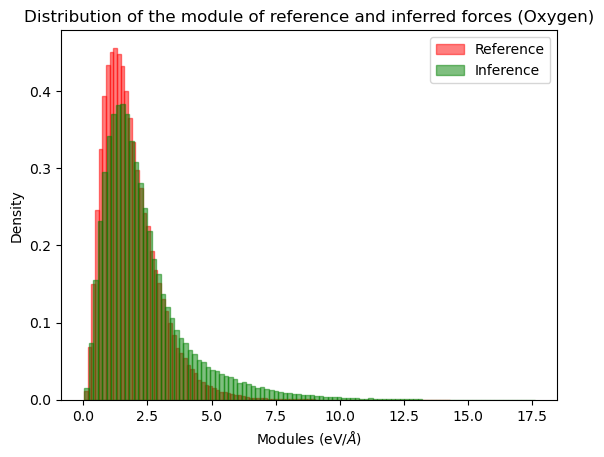 Distribution of the module of reference and inferred forces (Oxygen)
Reference
Inference
0.4
0.3
0.2
0.1
0.0
Density
0.0 2.5 5.0 7.5 10.0 12.5 15.0 17.5
Modules (eV/Å)